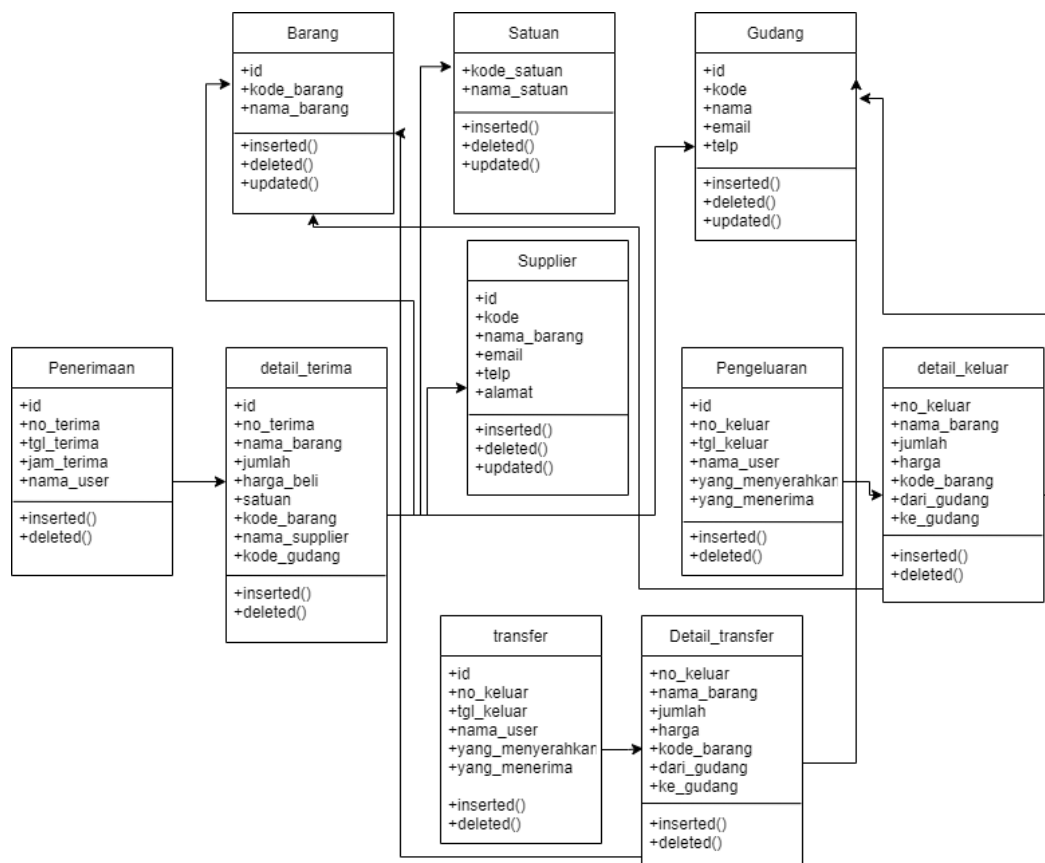 Barang
+id
+kode_barang
+nama_barang
+inserted()
+deleted()
+updated()
Satuan
+kode_satuan
+nama_satuan
+inserted()
+deleted()
+updated()
Gudang
+id
+kode
+nama
+email
+telp
+inserted()
+deleted()
+updated()
Supplier
+id
+kode
+nama_barang
+email
+telp
+alamat
+inserted()
+deleted()
+updated()
Penerimaan
+id
+no_terima
+tgl_terima
+jam_terima
+nama_user
+inserted()
+deleted()
detail_terima
+id
+no_terima
+nama_barang
+jumlah
+harga_beli
+satuan
+kode_barang
+nama_supplier
+kode_gudang
+inserted()
+deleted()
Pengeluaran
+id
+no_keluar
+tgl_keluar
+nama_user
+yang_menyerahkan
+yang_menerima
+inserted()
+deleted()
detail_keluar
+no_keluar
+nama_barang
+jumlah
+harga
+kode_barang
+dari_gudang
+ke_gudang
+inserted()
+deleted()
transfer
+id
+no_keluar
+tgl_keluar
+nama_user
+yang_menyerahkan
+yang_menerima
+inserted()
+deleted()
Detail_transfer
+no_keluar
+nama_barang
+jumlah
+harga
+kode_barang
+dari_gudang
+ke_gudang
+inserted()
+deleted()